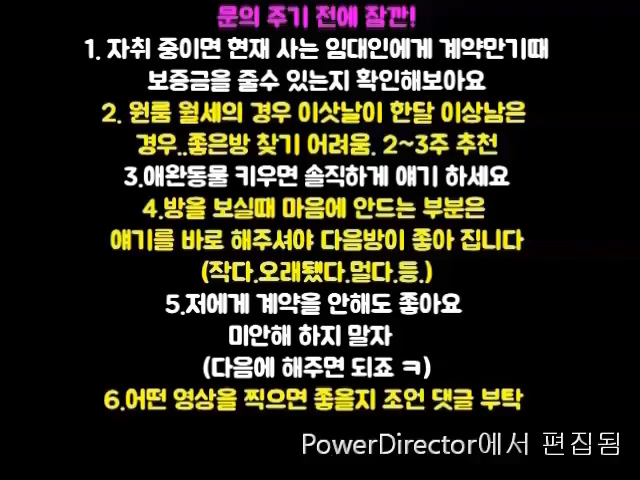 문의 주기 전에 잠깐!
1. 자취 중이면 현재 사는 임대인에게 계약만기때
보증금을 줄수 있는지 확인해보아요
2. 원룸 월세의 경우 이삿날이 한달 이상남은
경우..좋은방 찾기 어려움. 2~3주 추천
3.애완동물 키우면 솔직하게 얘기 하세요
4.방을 보실때 마음에 안드는 부분은
얘기를 바로 해주셔야 다음방이 좋아 집니다
(작다.오래됐다.멀다.등.)
5.저에게 계약을 안해도 좋아요
미안해 하지 말자
(다음에 해주면 되죠 ㅋ)
6.어떤 영상을 찍으면 좋을지 조언 댓글 부탁
PowerDirector에서 편집됨